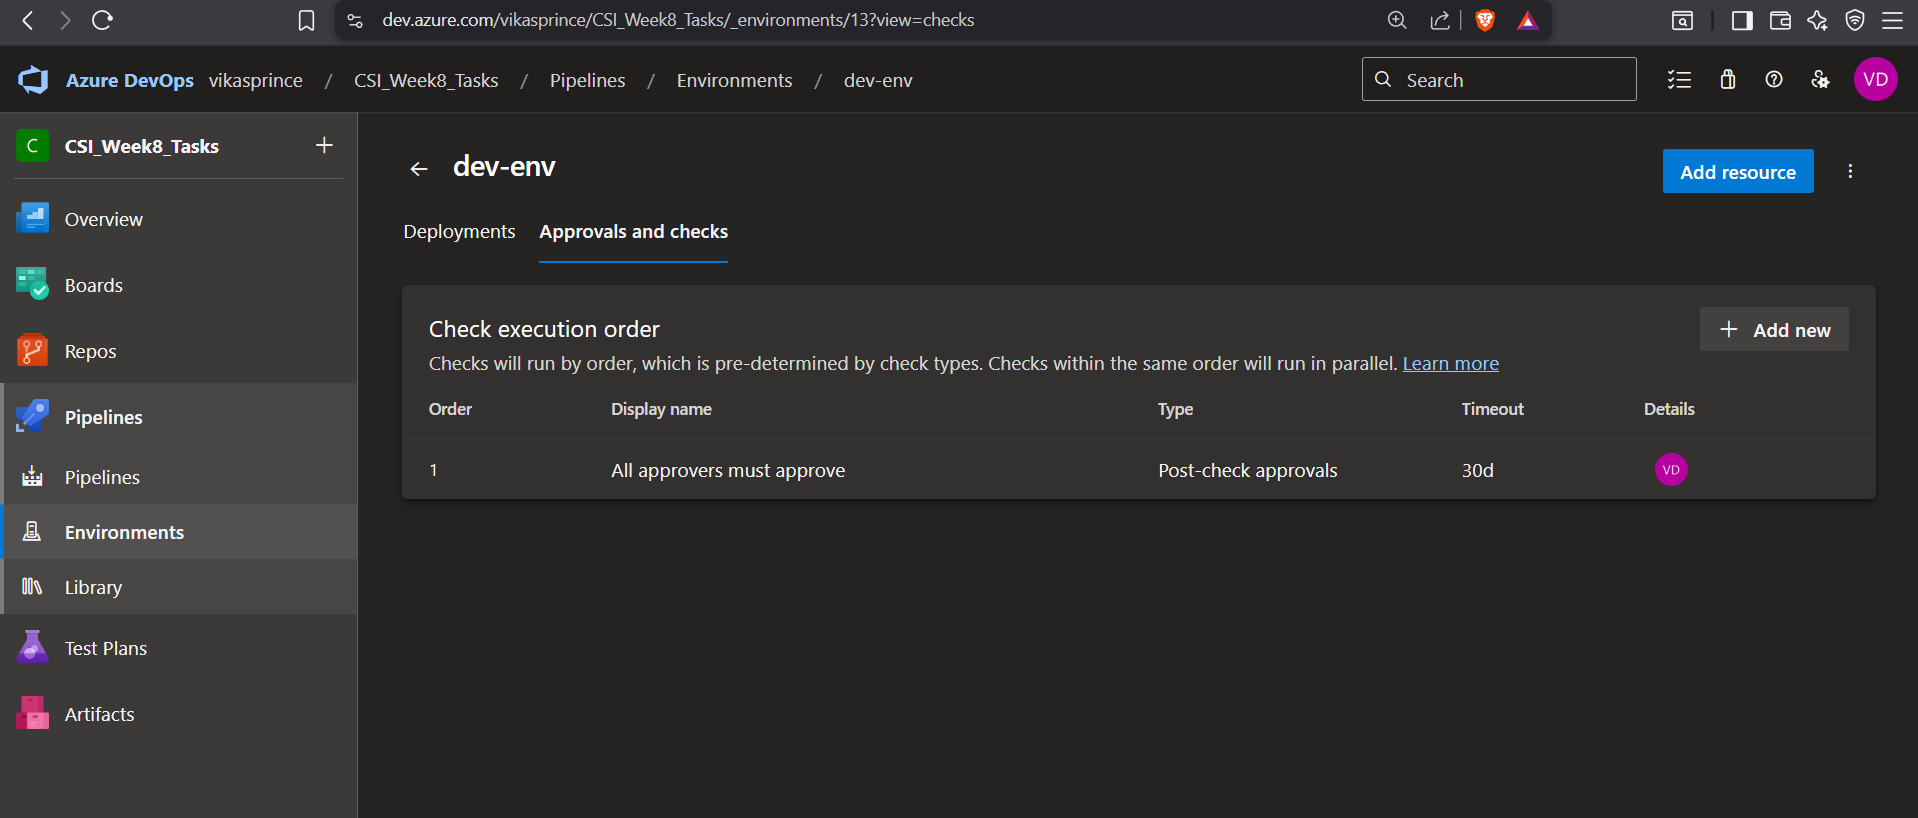 dev.azure.com/vikasprince/CSI_Week8_Tasks/_environments/13?view=checks
Azure DevOps vikasprince / CSI_Week8_Tasks / Pipelines / Environments / dev-env
Search
VD
C CSI_Week8_Tasks
Overview
Boards
Repos
Pipelines
Pipelines
Environments
Library
Test Plans
Artifacts
dev-env
Add resource
Deployments Approvals and checks
Check execution order
Add new
Checks will run by order, which is pre-determined by check types. Checks within the same order will run in parallel. Learn more
Order Display name Type Timeout Details
1 All approvers must approve Post-check approvals 30d VD